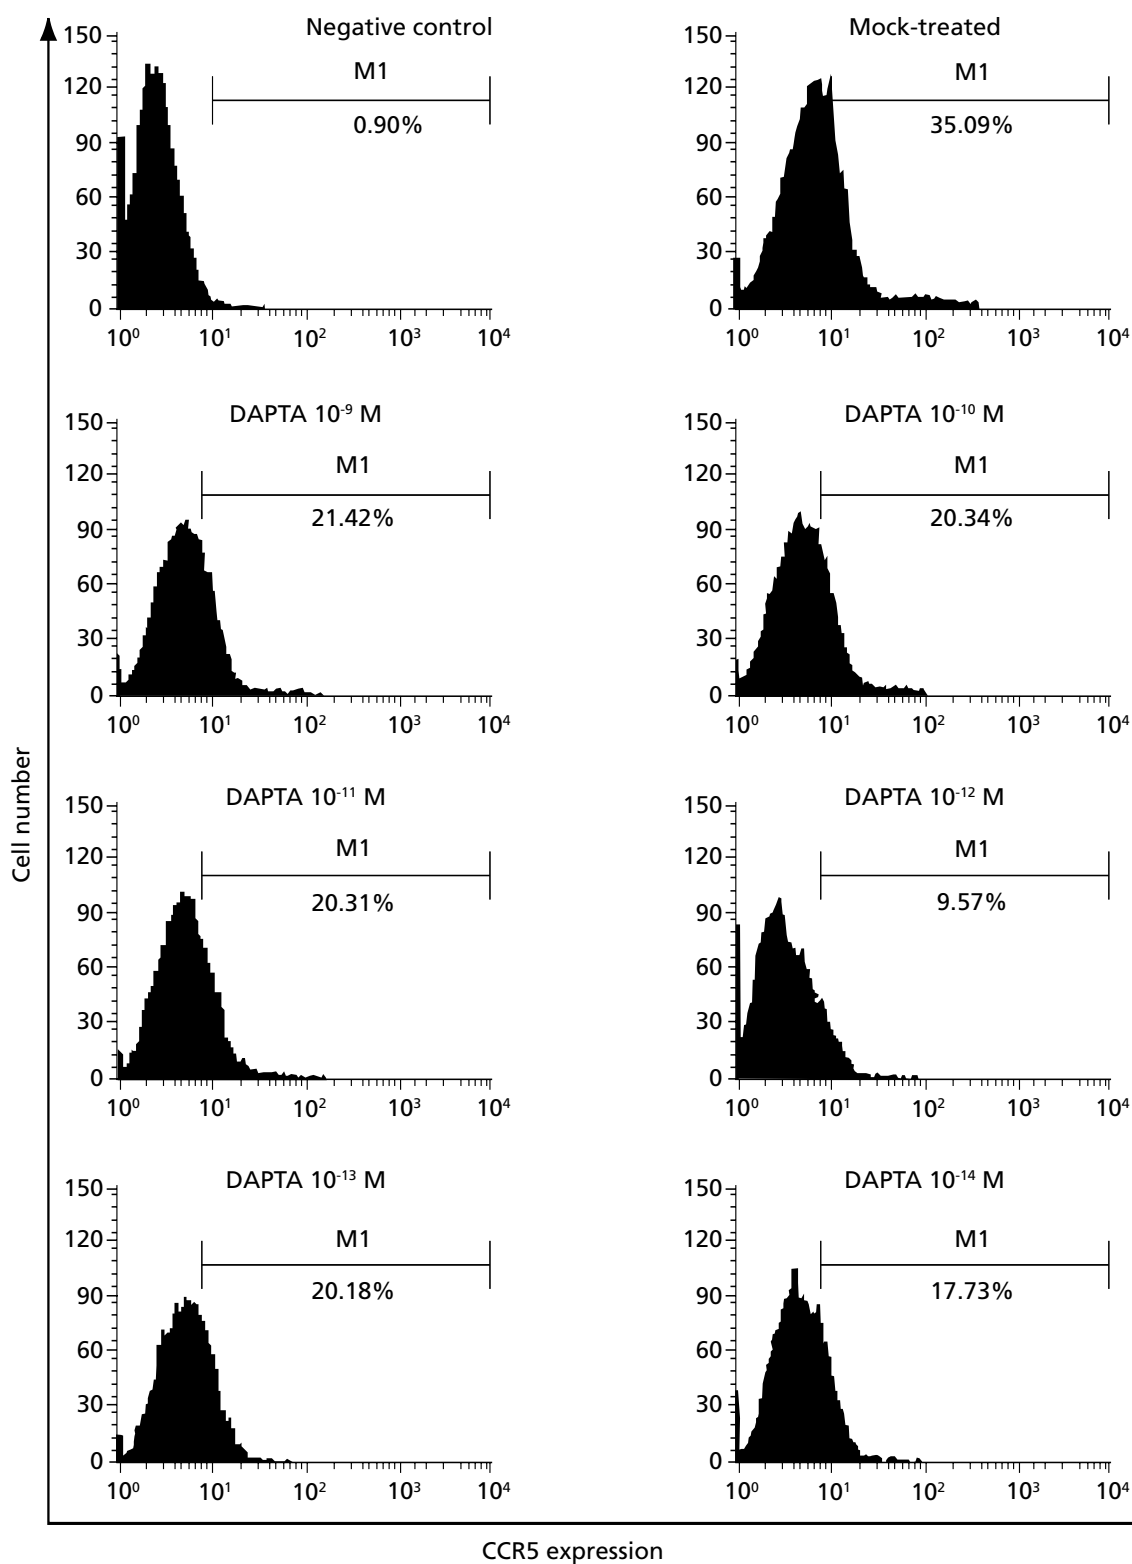 Negative control
150
120
90
60
30
0
M1
0.90%
10⁰ 10¹ 10² 10³ 10⁴
Mock-treated
150
120
90
60
30
0
M1
35.09%
10⁰ 10¹ 10² 10³ 10⁴
DAPTA 10⁻⁹ M
150
120
90
60
30
0
M1
21.42%
10⁰ 10¹ 10² 10³ 10⁴
DAPTA 10⁻¹⁰ M
150
120
90
60
30
0
M1
20.34%
10⁰ 10¹ 10² 10³ 10⁴
DAPTA 10⁻¹¹ M
150
120
90
60
30
0
M1
20.31%
10⁰ 10¹ 10² 10³ 10⁴
DAPTA 10⁻¹² M
150
120
90
60
30
0
M1
9.57%
10⁰ 10¹ 10² 10³ 10⁴
DAPTA 10⁻¹³ M
150
120
90
60
30
0
M1
20.18%
10⁰ 10¹ 10² 10³ 10⁴
DAPTA 10⁻¹⁴ M
150
120
90
60
30
0
M1
17.73%
10⁰ 10¹ 10² 10³ 10⁴
Cell number
CCR5 expression